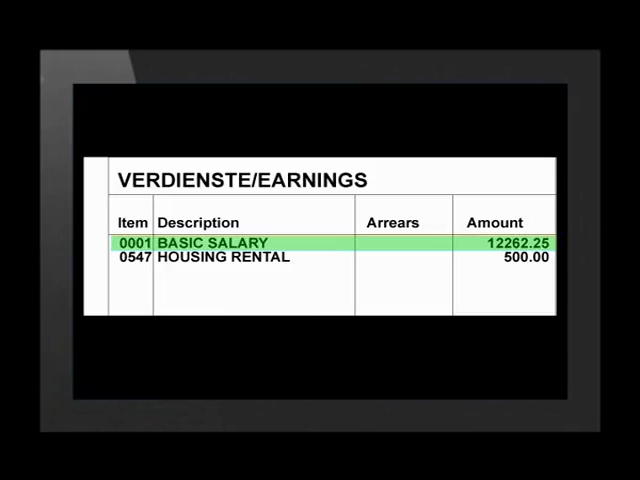 VERDIENSTE/EARNINGS
Item Description Arrears Amount
0001 BASIC SALARY 12262.25
0547 HOUSING RENTAL 500.00